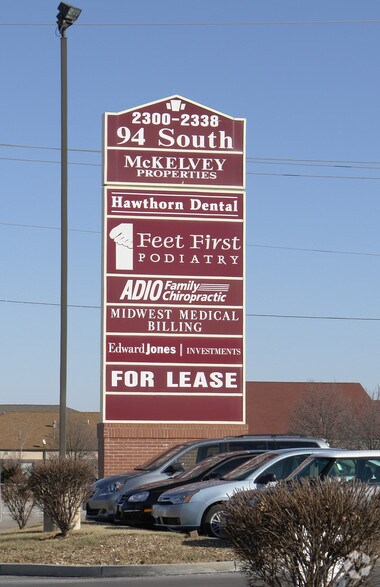 2300-2338
94 South
McKELVEY
PROPERTIES
Hawthorn Dental
1 Feet First
PODIATRY
ADIO Family
Chiropractic
MIDWEST MEDICAL
BILLING
Edward Jones | INVESTMENTS
FOR LEASE